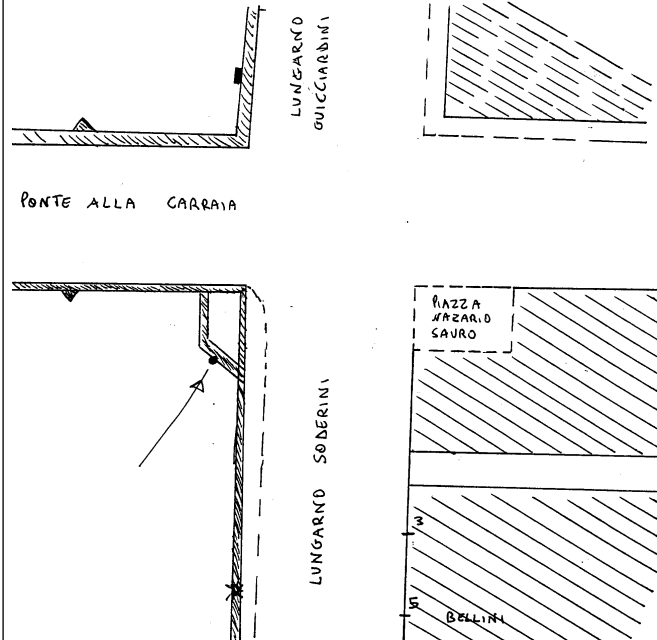 LUNGARNO
GUICCIARDINI
PONTE ALLA CARRAIA
PIAZZA
NAZARIO
SAURO
LUNGARNO SODERINI
3
5
BELLINI